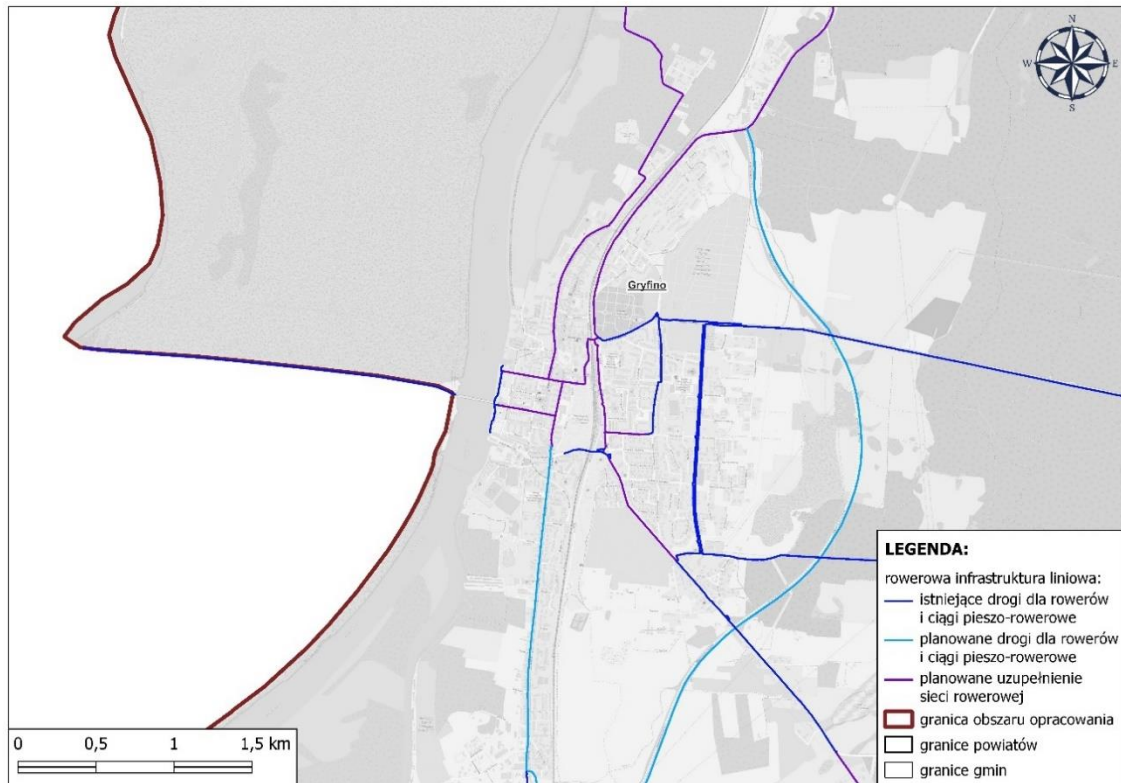 N
W
E
S
Gryfino
LEGENDA:
rowerowa infrastruktura liniowa:
istniejące drogi dla rowerów
i ciągi pieszo-rowerowe
planowane drogi dla rowerów
i ciągi pieszo-rowerowe
planowane uzupełnienie
sieci rowerowej
granica obszaru opracowania
granice powiatów
granice gmin
0 0,5 1 1,5 km